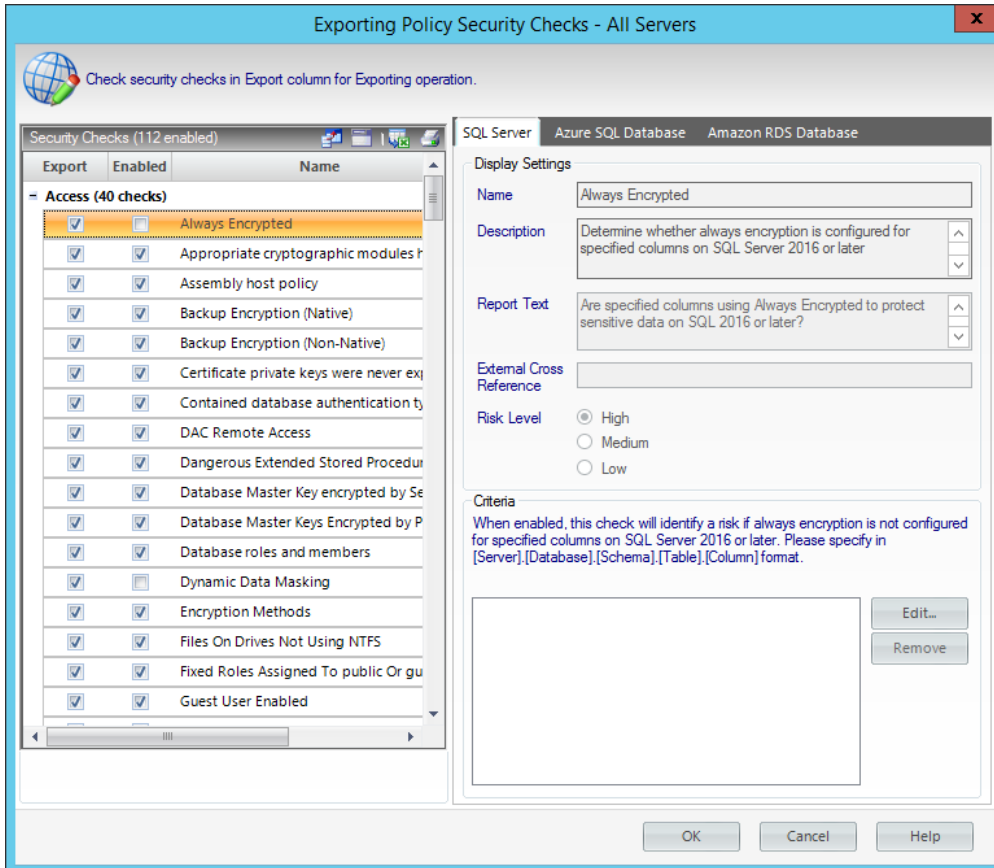 Exporting Policy Security Checks - All Servers
x
Check security checks in Export column for Exporting operation.
Security Checks (112 enabled)
Export Enabled Name
Access (40 checks)
Always Encrypted
Appropriate cryptographic modules h
Assembly host policy
Backup Encryption (Native)
Backup Encryption (Non-Native)
Certificate private keys were never exp
Contained database authentication ty
DAC Remote Access
Dangerous Extended Stored Procedur
Database Master Key encrypted by Se
Database Master Keys Encrypted by P
Database roles and members
Dynamic Data Masking
Encryption Methods
Files On Drives Not Using NTFS
Fixed Roles Assigned To public Or gu
Guest User Enabled
SQL Server Azure SQL Database Amazon RDS Database
Display Settings
Name Always Encrypted
Description Determine whether always encryption is configured for
specified columns on SQL Server 2016 or later
Report Text Are specified columns using Always Encrypted to protect
sensitive data on SQL 2016 or later?
External Cross
Reference
Risk Level High
Medium
Low
Criteria
When enabled, this check will identify a risk if always encryption is not configured
for specified columns on SQL Server 2016 or later. Please specify in
[Server].[Database].[Schema].[Table].[Column] format.
Edit...
Remove
OK Cancel Help